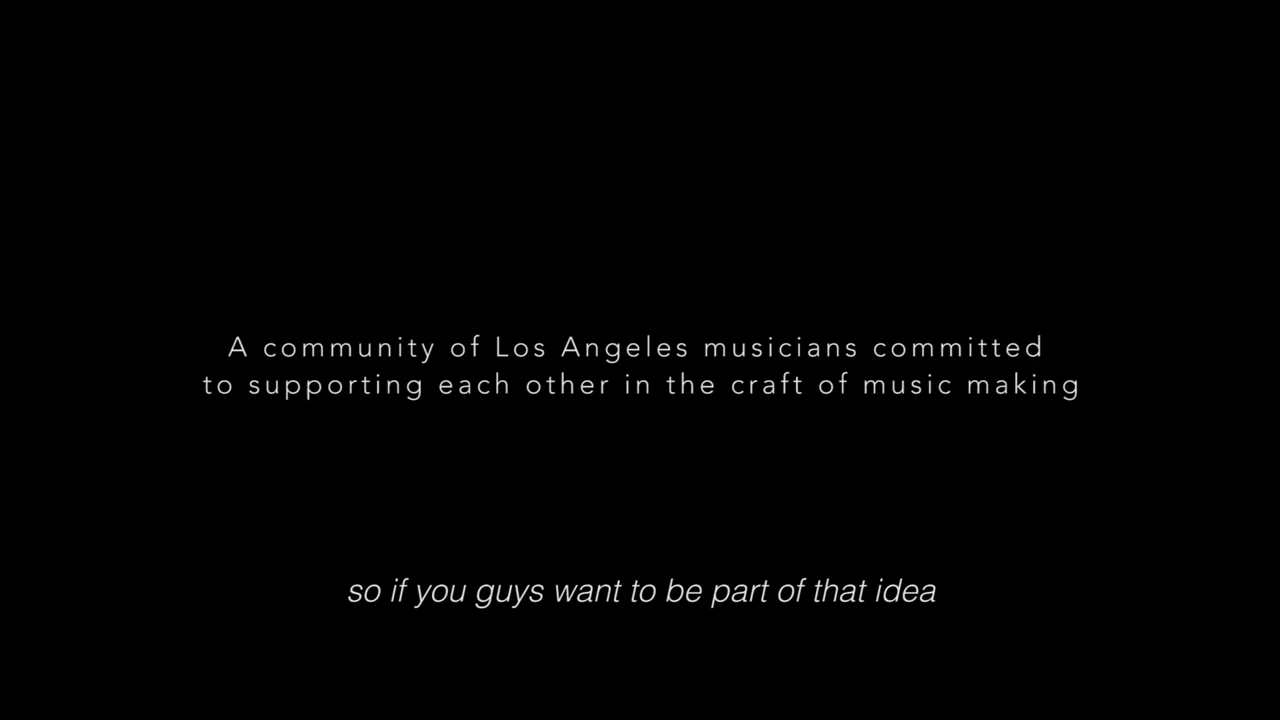 A community of Los Angeles musicians committed
to supporting each other in the craft of music making
so if you guys want to be part of that idea